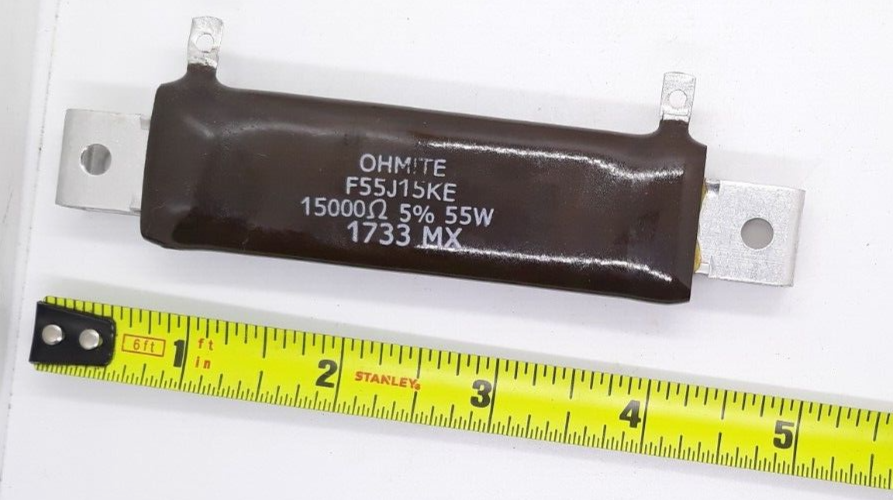 OHMITE
F55J15KE
15000Ω 5% 55W
1733 MX
6ft 1 ft 2 STANLEY® 3 4 5
in